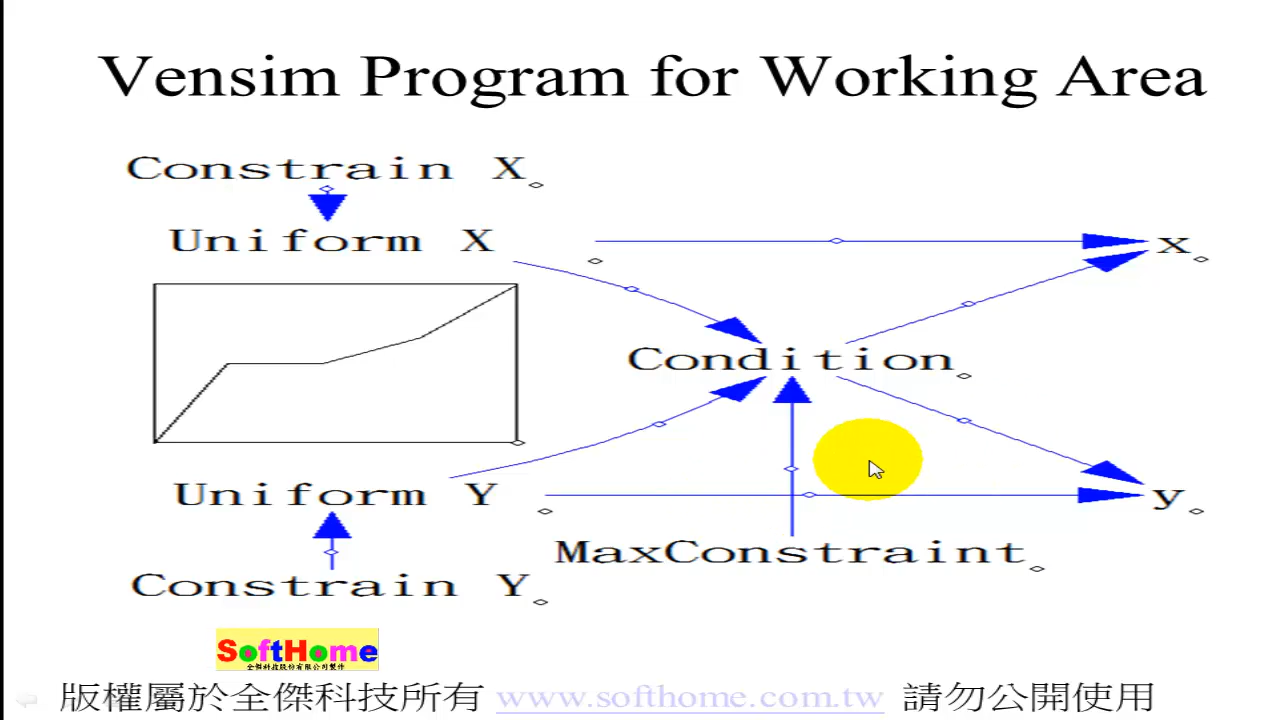 Vensim Program for Working Area
Constrain X
Uniform X
x
Condition
Uniform Y
y
MaxConstraint
Constrain Y
SoftHome
全傑科技股份有限公司製作
版權屬於全傑科技所有 www.softhome.com.tw 請勿公開使用